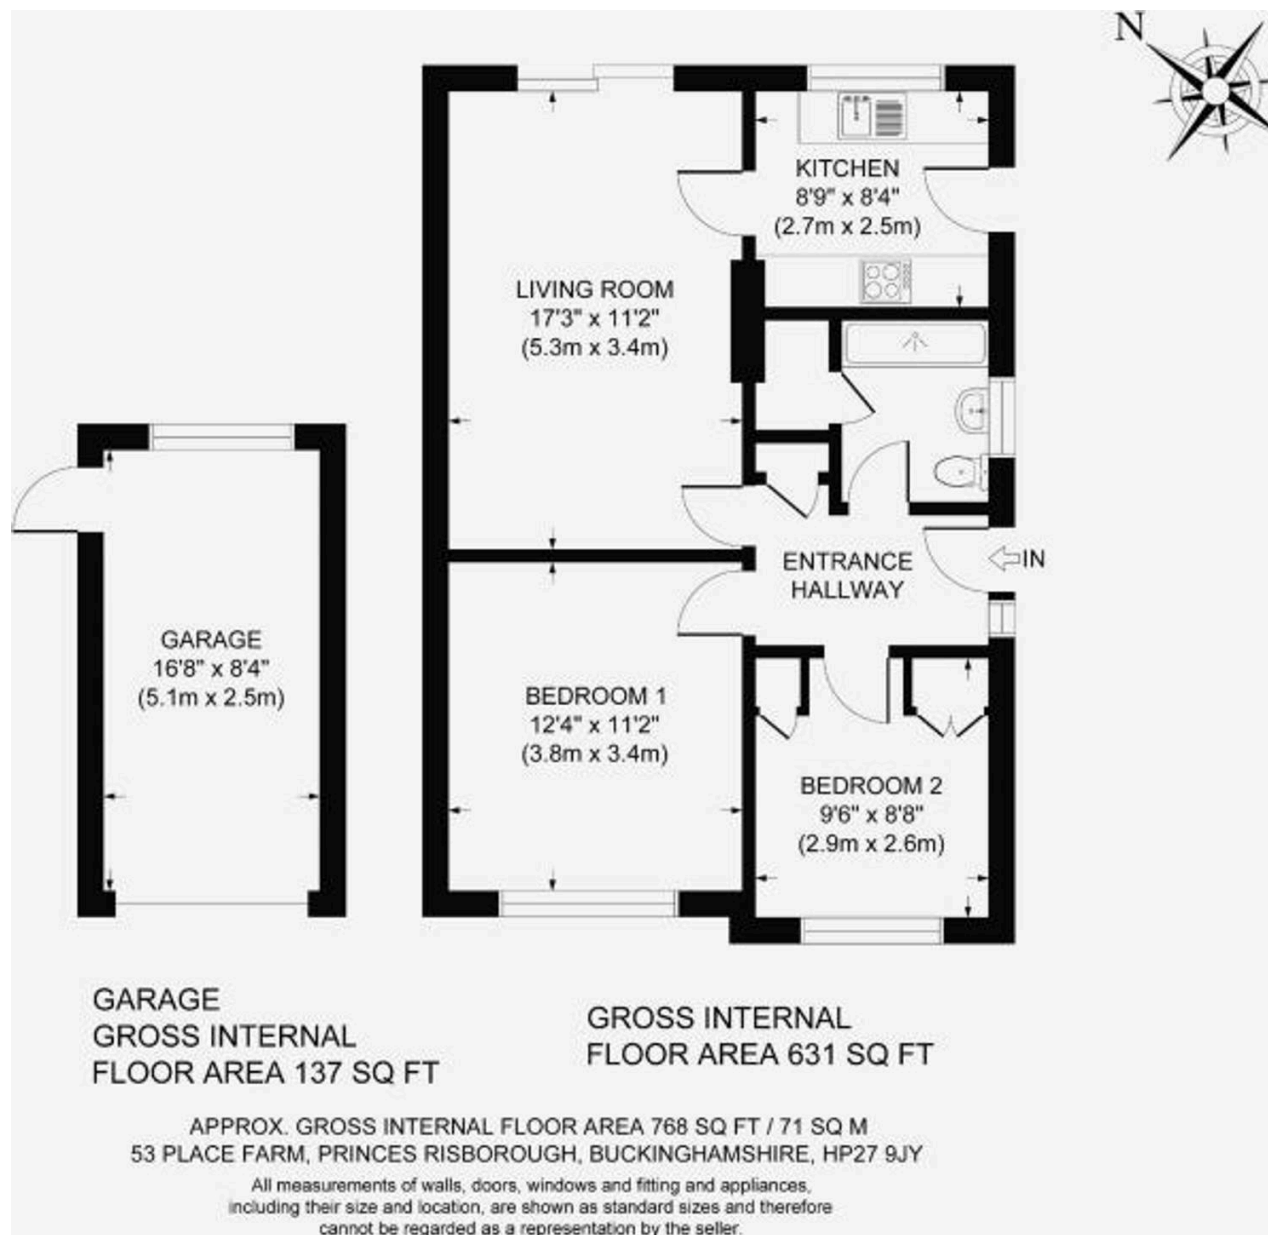 N
KITCHEN
8'9" x 8'4"
(2.7m x 2.5m)
LIVING ROOM
17'3" x 11'2"
(5.3m x 3.4m)
ENTRANCE
HALLWAY
IN
GARAGE
16'8" x 8'4"
(5.1m x 2.5m)
BEDROOM 1
12'4" x 11'2"
(3.8m x 3.4m)
BEDROOM 2
9'6" x 8'8"
(2.9m x 2.6m)
GARAGE
GROSS INTERNAL
FLOOR AREA 137 SQ FT
GROSS INTERNAL
FLOOR AREA 631 SQ FT
APPROX. GROSS INTERNAL FLOOR AREA 768 SQ FT / 71 SQ M
53 PLACE FARM, PRINCES RISBOROUGH, BUCKINGHAMSHIRE, HP27 9JY
All measurements of walls, doors, windows and fitting and appliances,
including their size and location, are shown as standard sizes and therefore
cannot be regarded as a representation by the seller.